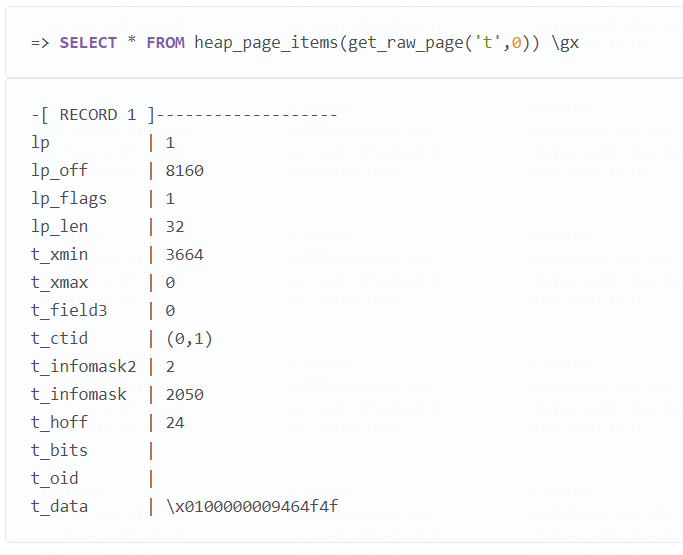 => SELECT * FROM heap_page_items(get_raw_page('t',0)) \gx
-[ RECORD 1 ]-------------------
lp          | 1
lp_off      | 8160
lp_flags    | 1
lp_len      | 32
t_xmin      | 3664
t_xmax      | 0
t_field3    | 0
t_ctid      | (0,1)
t_infomask2 | 2
t_infomask  | 2050
t_hoff      | 24
t_bits      |
t_oid       |
t_data      | \x0100000009464f4f